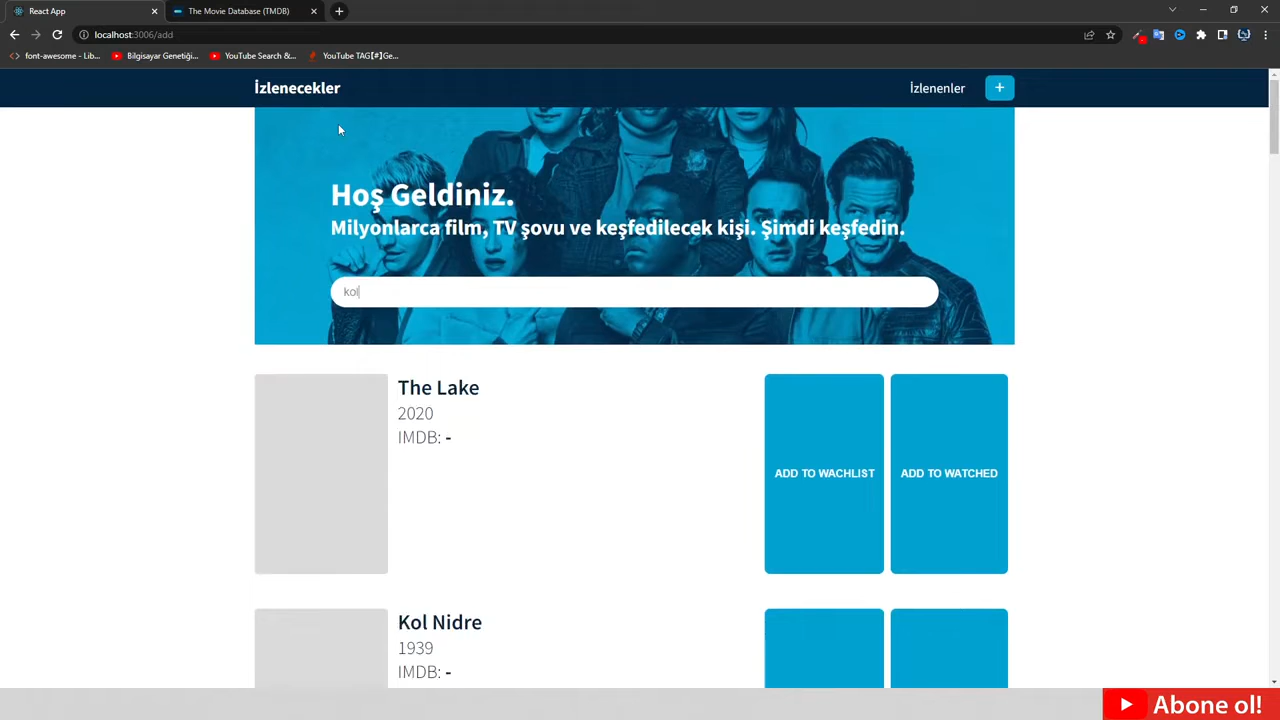 React App
The Movie Database (TMDB)
localhost:3006/add
font-awesome - Lib...
Bilgisayar Genetiği...
YouTube Search &...
YouTube TAG【#】Ge...
İzlenecekler
İzlenenler
+
Hoş Geldiniz.
Milyonlarca film, TV şovu ve keşfedilecek kişi. Şimdi keşfedin.
kol
The Lake
2020
IMDB: -
ADD TO WACHLIST
ADD TO WATCHED
Kol Nidre
1939
IMDB: -
Abone ol!